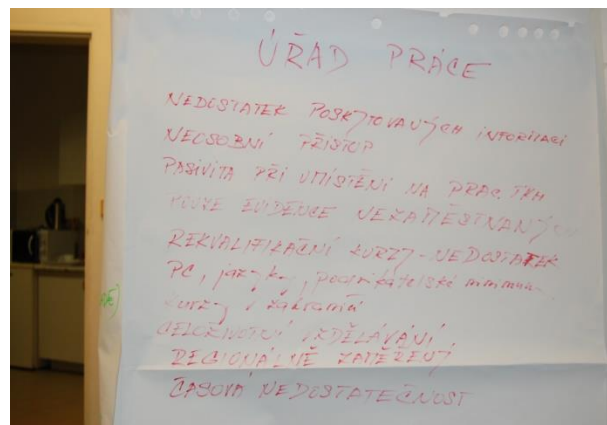 ÚŘAD PRÁCE
NEDOSTATEK POSKYTOVANÝCH INFORMACÍ
NEOSOBNÍ PŘÍSTUP
PASIVITA PŘI UMÍSTĚNÍ NA PRAC. TRH
POUZE EVIDENCE NEZAMĚSTNANÝCH
REKVALIFIKAČNÍ KURZY - NEDOSTATEK
PC, jazyky, podnikatelské minimum
kurzy v zahraničí
CELOŽIVOTNÍ VZDĚLÁVÁNÍ
REGIONÁLNĚ ZAMĚŘENÝ
ČASOVÁ NEDOSTATEČNOST